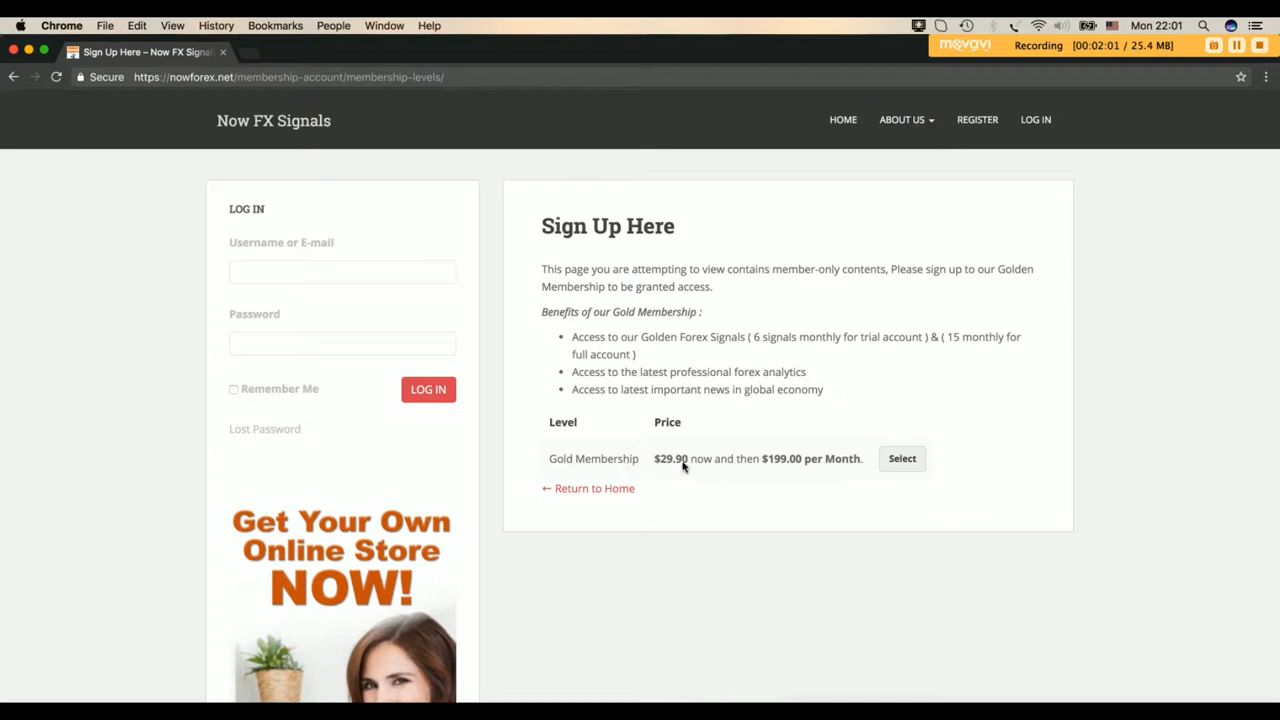 Chrome File Edit View History Bookmarks People Window Help Mon 22:01
Sign Up Here – Now FX Signals ×
movavi Recording [00:02:01 / 25.4 MB]
Secure https://nowforex.net/membership-account/membership-levels/
Now FX Signals HOME ABOUT US REGISTER LOG IN
LOG IN
Username or E-mail
Password
Remember Me LOG IN
Lost Password
Get Your Own
Online Store
NOW!
Sign Up Here
This page you are attempting to view contains member-only contents, Please sign up to our Golden
Membership to be granted access.
Benefits of our Gold Membership :
• Access to our Golden Forex Signals ( 6 signals monthly for trial account ) & ( 15 monthly for
full account )
• Access to the latest professional forex analytics
• Access to latest important news in global economy
Level Price
Gold Membership $29.90 now and then $199.00 per Month. Select
← Return to Home